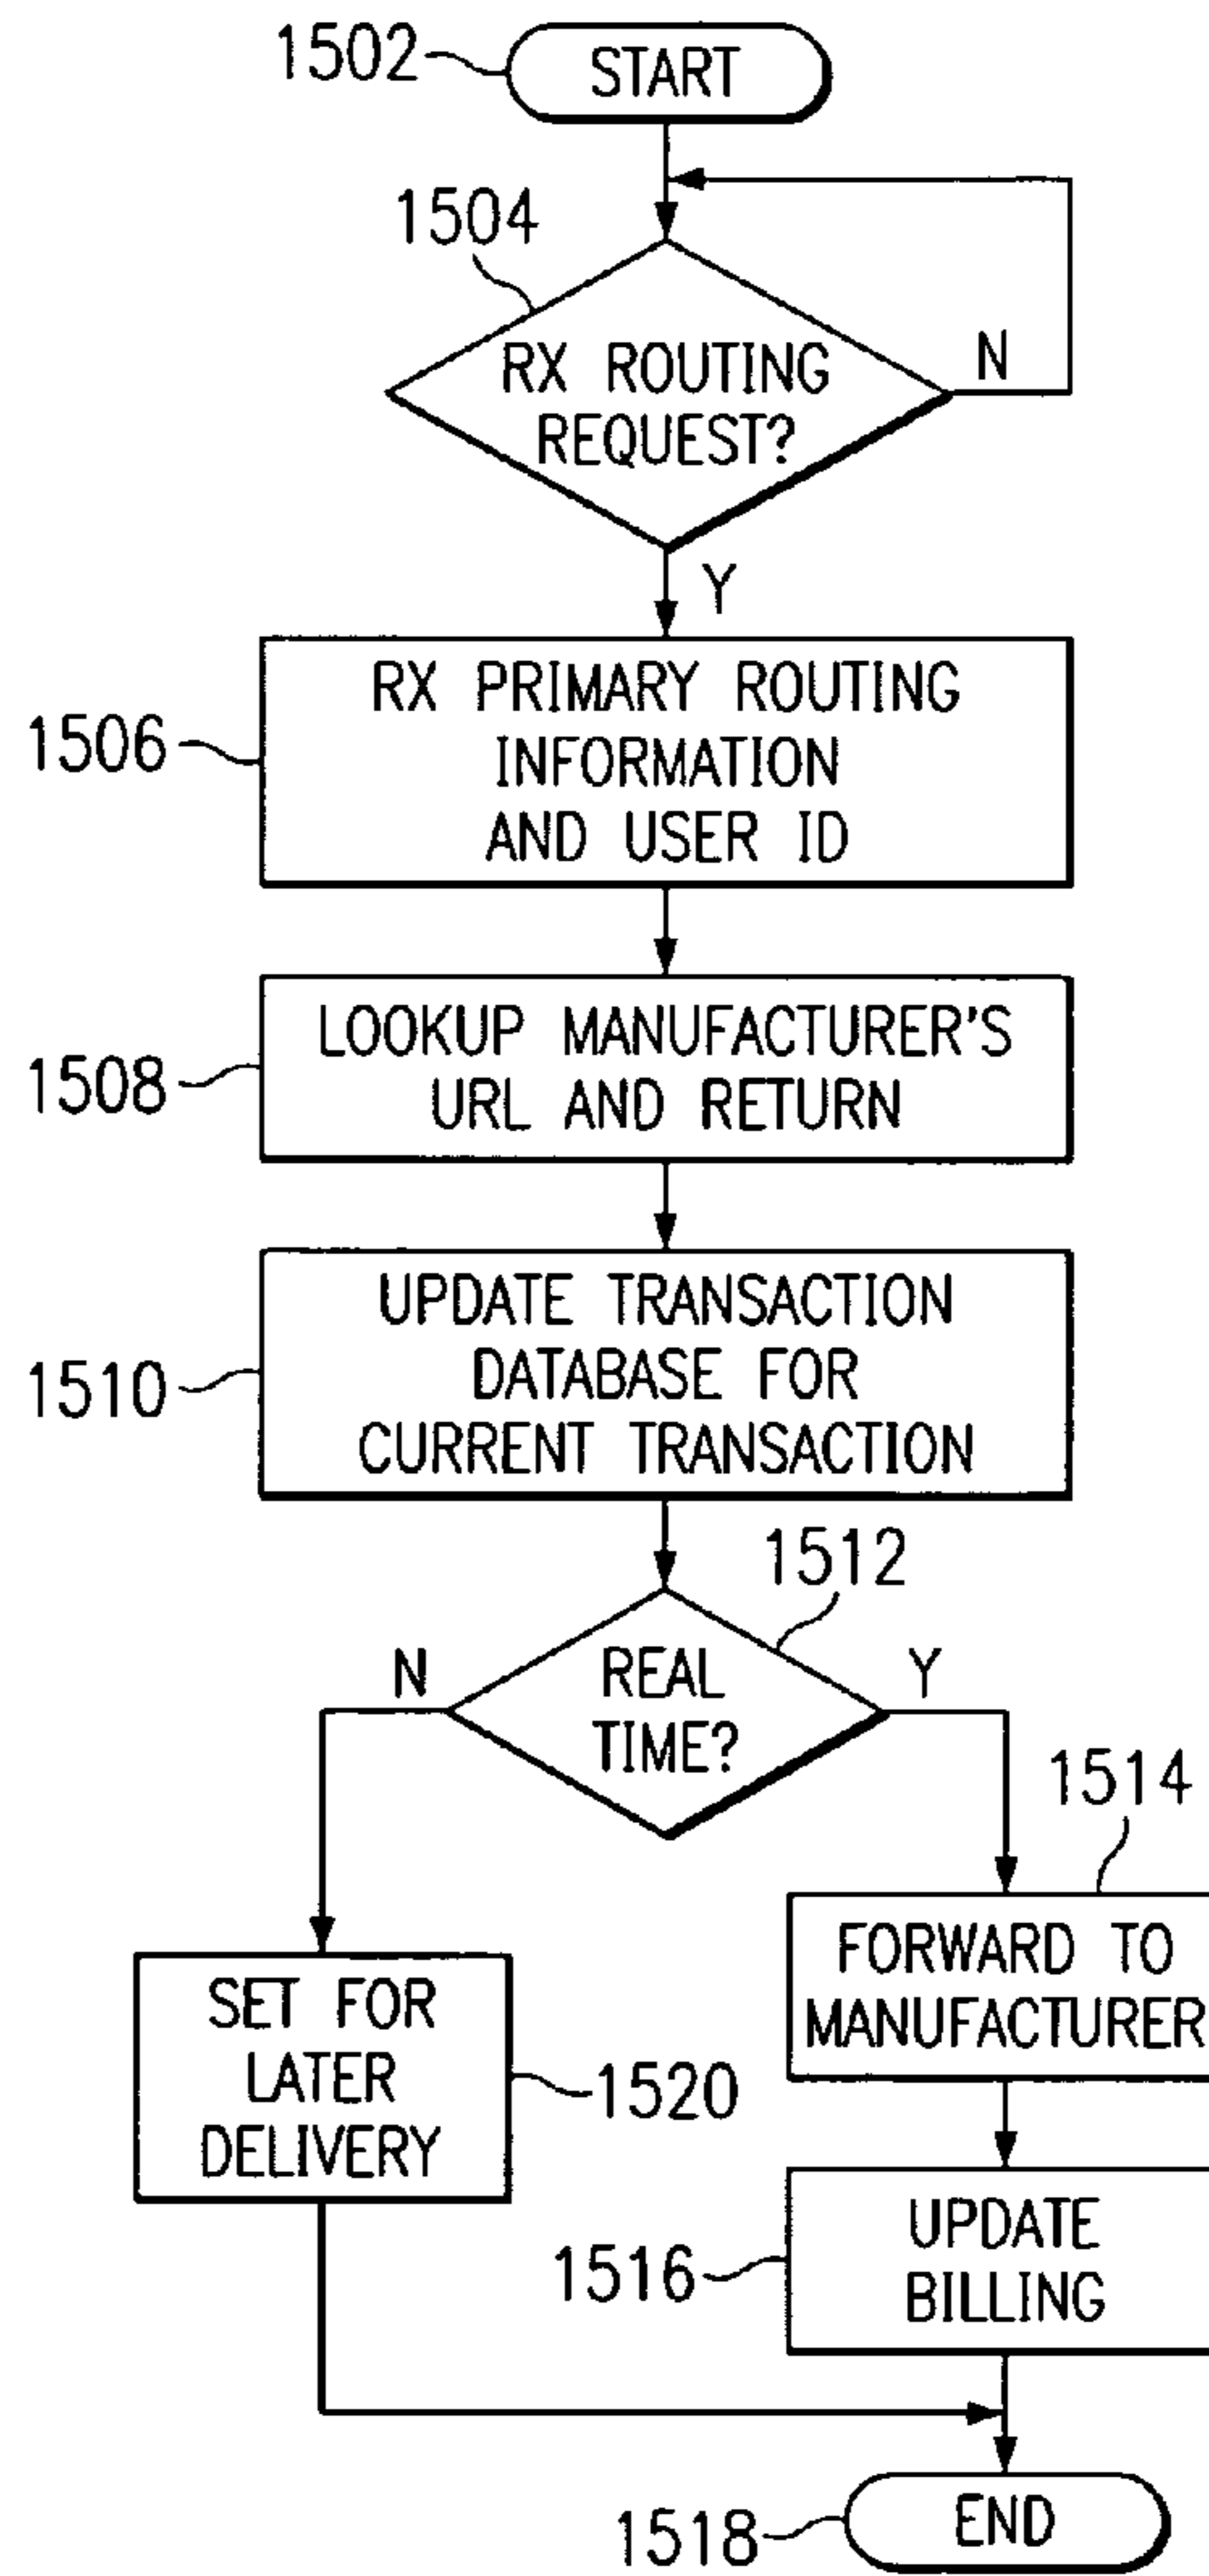 1502
START
1504
RX ROUTING
REQUEST?
N
Y
1506
RX PRIMARY ROUTING
INFORMATION
AND USER ID
1508
LOOKUP MANUFACTURER'S
URL AND RETURN
1510
UPDATE TRANSACTION
DATABASE FOR
CURRENT TRANSACTION
1512
N
REAL
TIME?
Y
1514
FORWARD TO
MANUFACTURER
SET FOR
LATER
DELIVERY
1520
1516
UPDATE
BILLING
1518
END